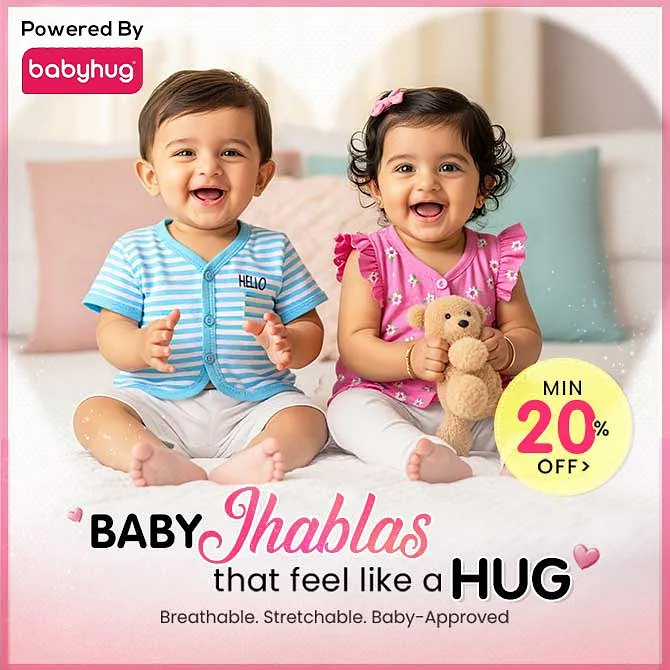 Powered By
babyhug
HELLO
MIN
20%
OFF>
BABY Jhablas
that feel like a HUG
Breathable. Stretchable. Baby-Approved